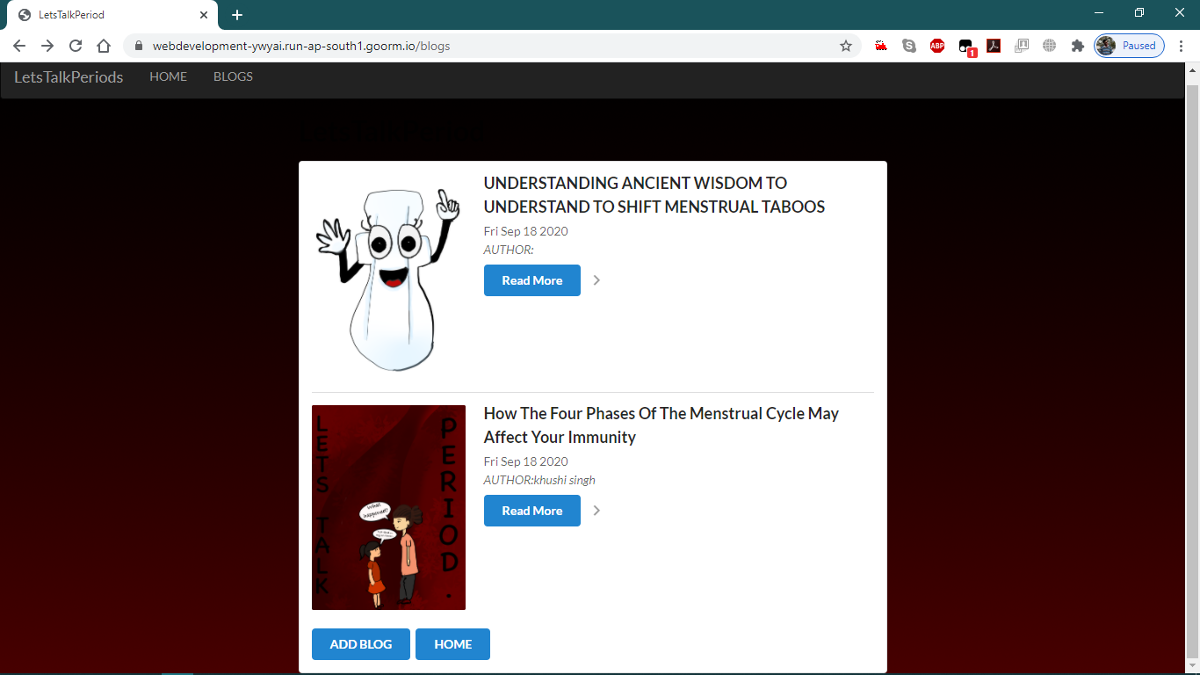 LetsTalkPeriod
webdevelopment-ywyai.run-ap-south1.goorm.io/blogs
ABP
1
Paused
LetsTalkPeriods HOME BLOGS
UNDERSTANDING ANCIENT WISDOM TO
UNDERSTAND TO SHIFT MENSTRUAL TABOOS
Fri Sep 18 2020
AUTHOR:
Read More
LETS TALK
PERIOD.
How The Four Phases Of The Menstrual Cycle May
Affect Your Immunity
Fri Sep 18 2020
AUTHOR:khushi singh
Read More
ADD BLOG HOME